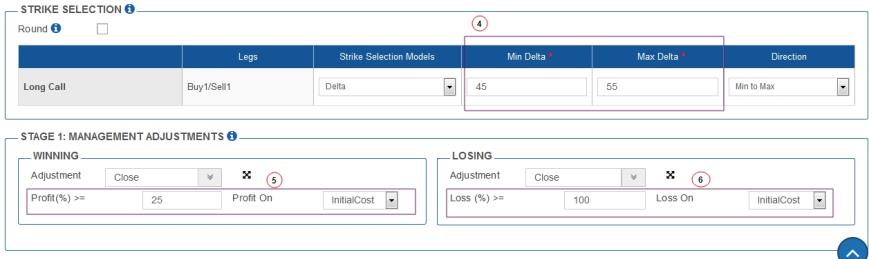 STRIKE SELECTION i
Round i
4
Legs Strike Selection Models Min Delta * Max Delta * Direction
Long Call Buy1/Sell1 Delta 45 55 Min to Max
STAGE 1: MANAGEMENT ADJUSTMENTS i
WINNING LOSING
Adjustment Close 5 Adjustment Close 6
Profit(%) >= 25 Profit On InitialCost Loss (%) >= 100 Loss On InitialCost